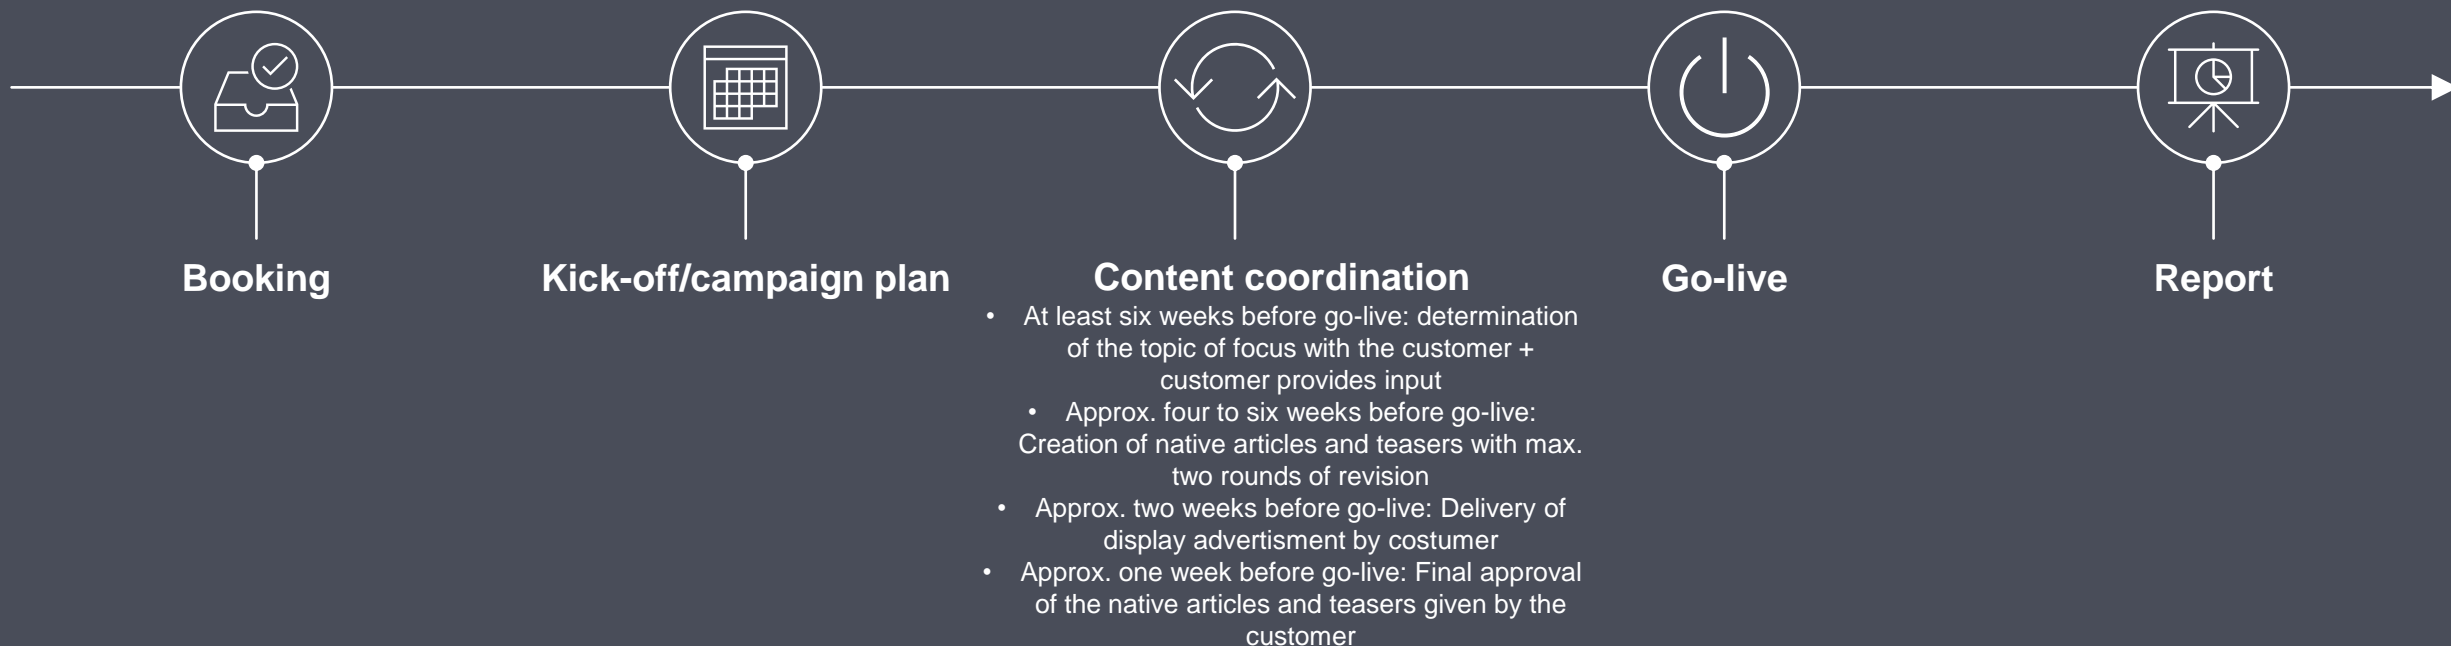 Booking
Kick-off/campaign plan
Content coordination
• At least six weeks before go-live: determination
of the topic of focus with the customer +
customer provides input
• Approx. four to six weeks before go-live:
Creation of native articles and teasers with max.
two rounds of revision
• Approx. two weeks before go-live: Delivery of
display advertisment by costumer
• Approx. one week before go-live: Final approval
of the native articles and teasers given by the
customer
Go-live
Report